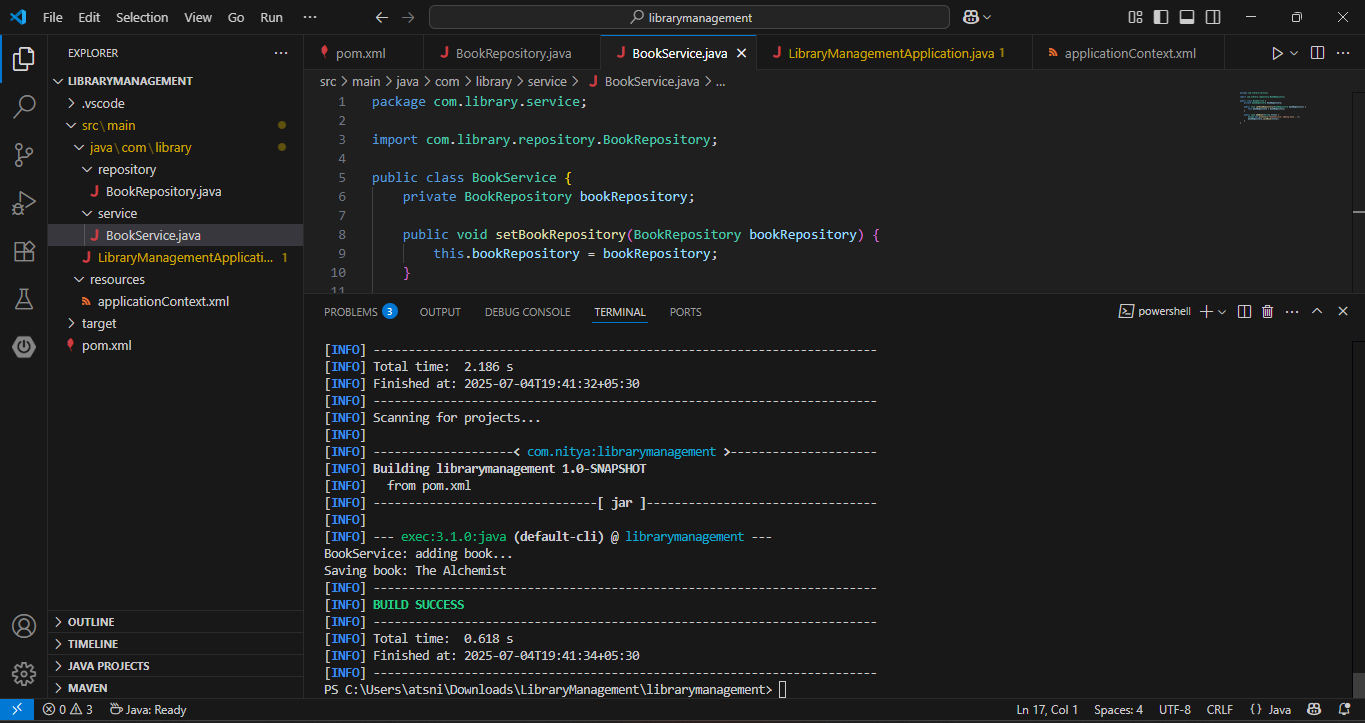 File Edit Selection View Go Run ··· librarymanagement
EXPLORER ···
LIBRARYMANAGEMENT
.vscode
src\main
java\com\library
repository
BookRepository.java
service
BookService.java
LibraryManagementApplicati... 1
resources
applicationContext.xml
target
pom.xml
OUTLINE
TIMELINE
JAVA PROJECTS
MAVEN
pom.xml BookRepository.java BookService.java LibraryManagementApplication.java 1 applicationContext.xml
src > main > java > com > library > service > BookService.java > ...
1 package com.library.service;
2
3 import com.library.repository.BookRepository;
4
5 public class BookService {
6 private BookRepository bookRepository;
7
8 public void setBookRepository(BookRepository bookRepository) {
9 this.bookRepository = bookRepository;
10 }
11
PROBLEMS 3 OUTPUT DEBUG CONSOLE TERMINAL PORTS powershell
[INFO] ------------------------------------------------------------------------
[INFO] Total time:  2.186 s
[INFO] Finished at: 2025-07-04T19:41:32+05:30
[INFO] ------------------------------------------------------------------------
[INFO] Scanning for projects...
[INFO]
[INFO] --------------------< com.nitya:librarymanagement >---------------------
[INFO] Building librarymanagement 1.0-SNAPSHOT
[INFO]   from pom.xml
[INFO] --------------------------------[ jar ]---------------------------------
[INFO]
[INFO] --- exec:3.1.0:java (default-cli) @ librarymanagement ---
BookService: adding book...
Saving book: The Alchemist
[INFO] ------------------------------------------------------------------------
[INFO] BUILD SUCCESS
[INFO] ------------------------------------------------------------------------
[INFO] Total time:  0.618 s
[INFO] Finished at: 2025-07-04T19:41:34+05:30
[INFO] ------------------------------------------------------------------------
PS C:\Users\atsni\Downloads\LibraryManagement\librarymanagement>
0 3 Java: Ready Ln 17, Col 1 Spaces: 4 UTF-8 CRLF {} Java